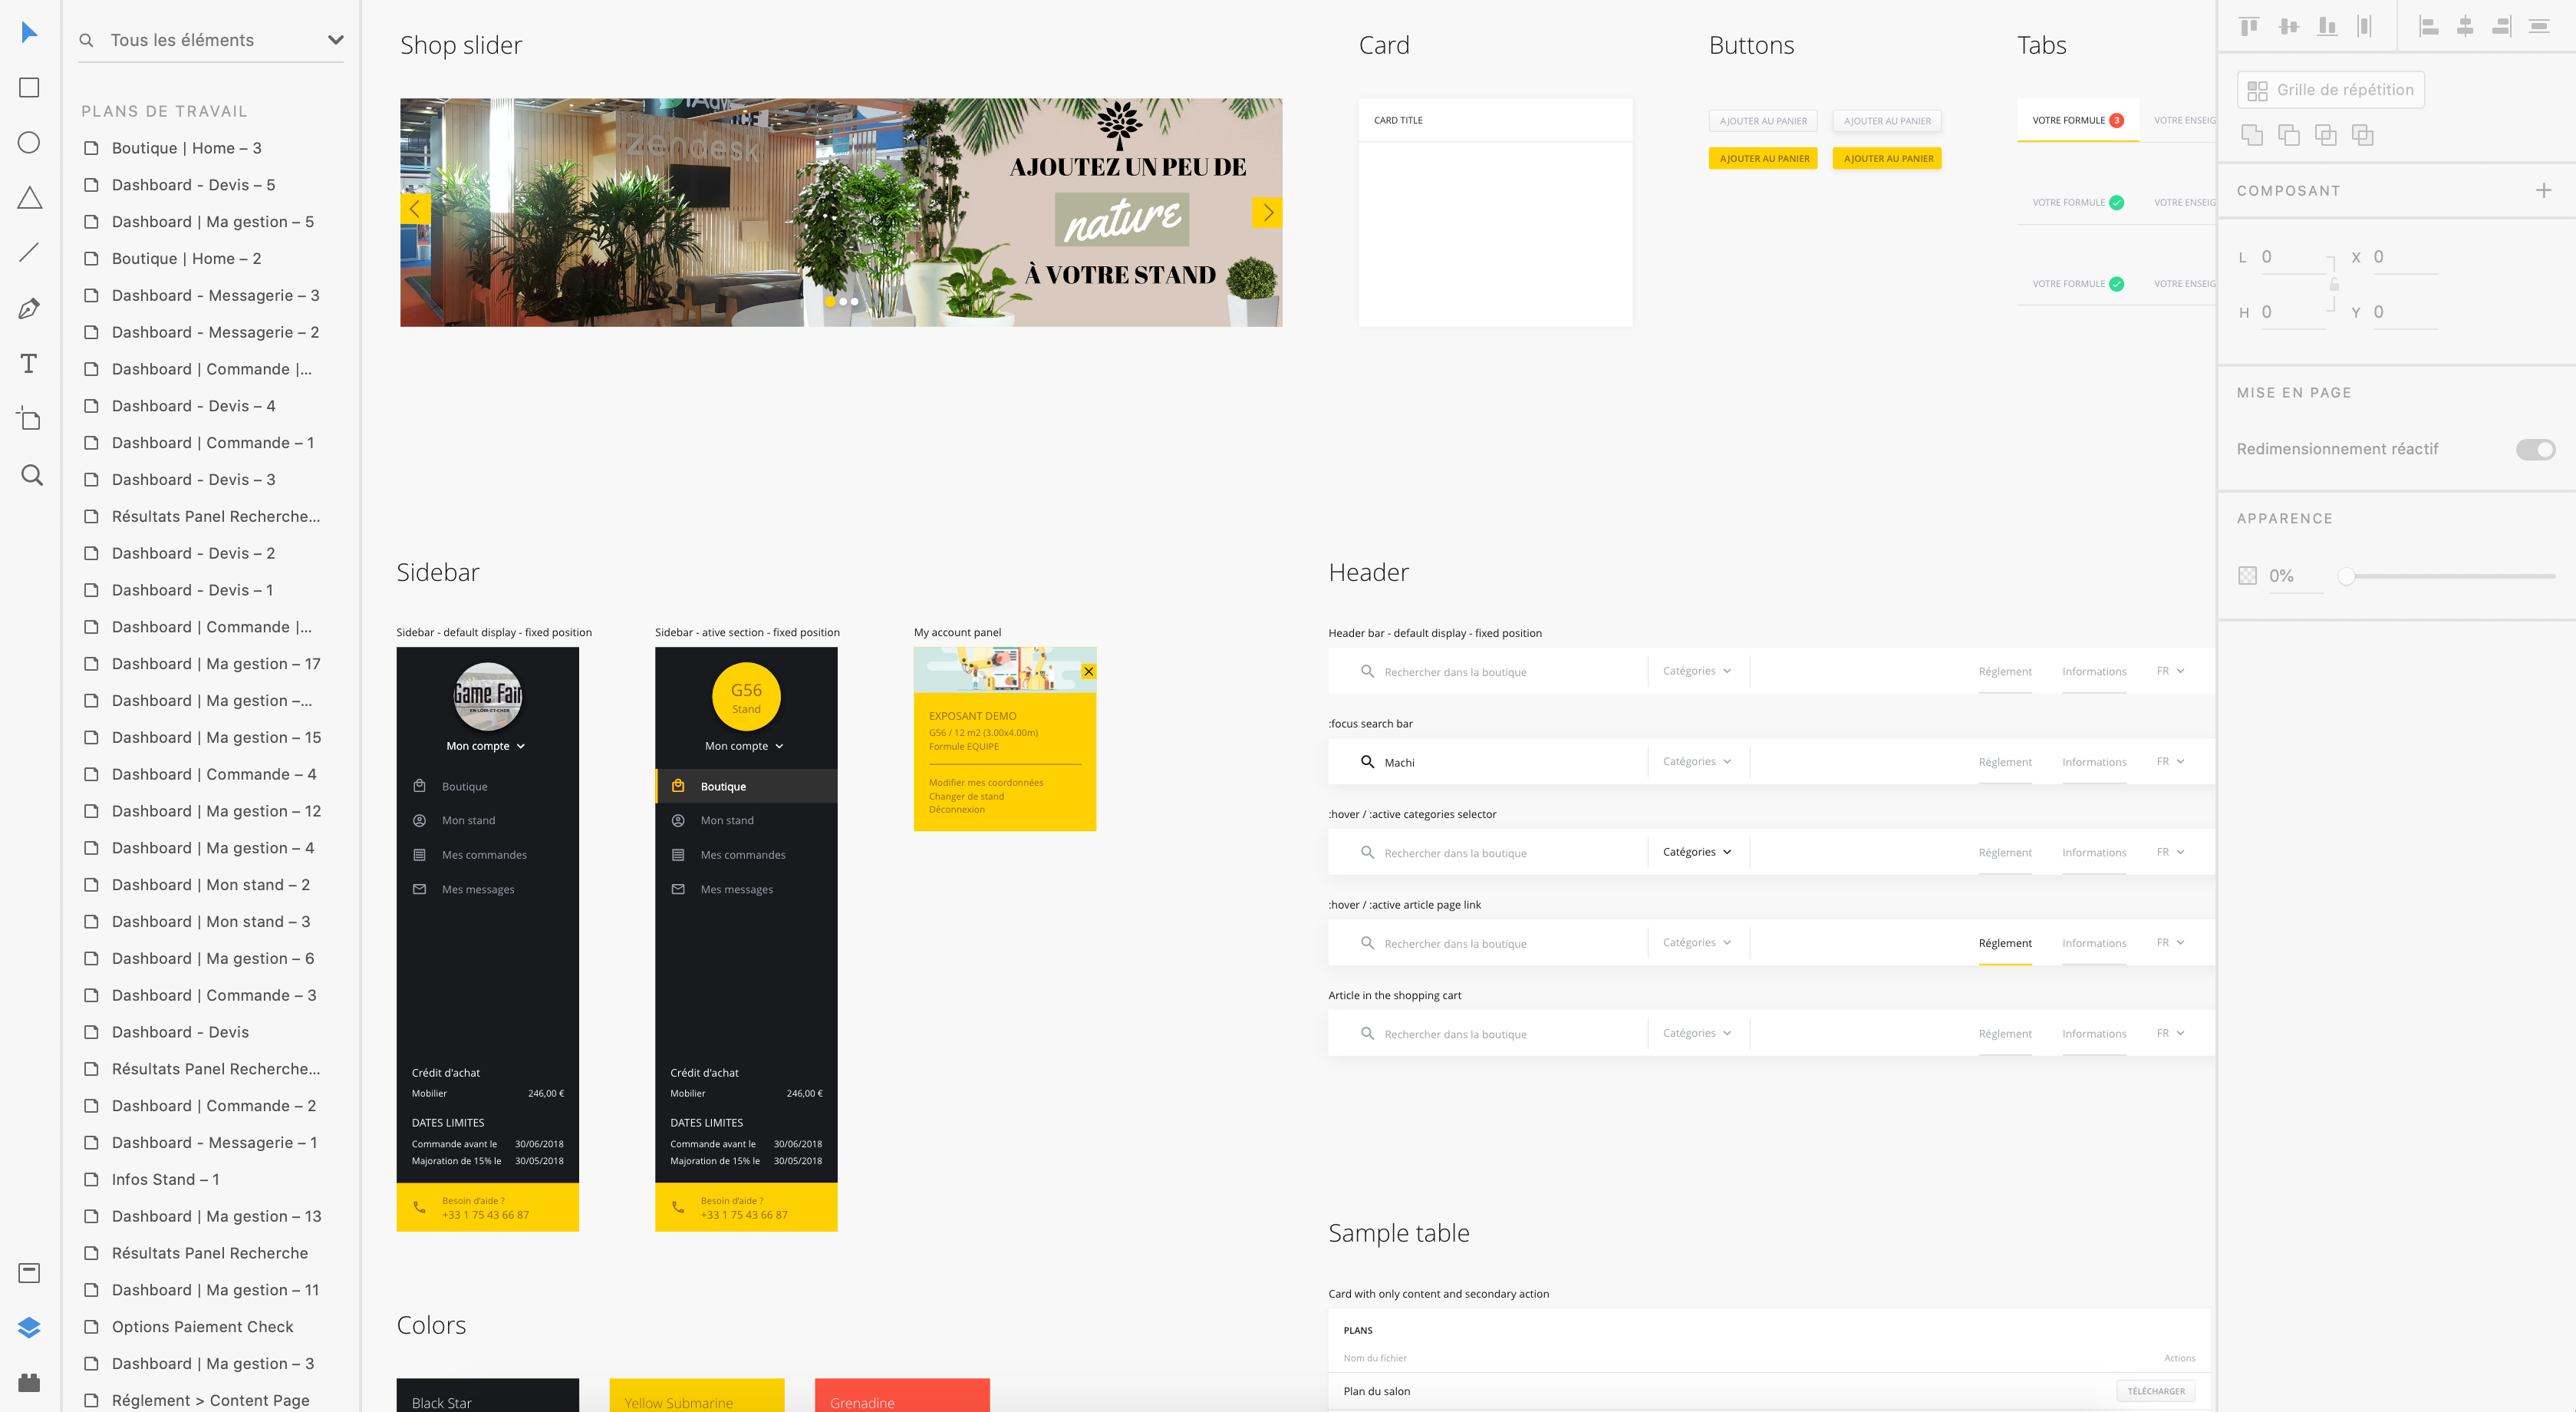 Tous les éléments
PLANS DE TRAVAIL
Boutique | Home – 3
Dashboard - Devis – 5
Dashboard | Ma gestion – 5
Boutique | Home – 2
Dashboard - Messagerie – 3
Dashboard - Messagerie – 2
Dashboard | Commande |...
Dashboard - Devis – 4
Dashboard | Commande – 1
Dashboard - Devis – 3
Résultats Panel Recherche...
Dashboard - Devis – 2
Dashboard - Devis – 1
Dashboard | Commande |...
Dashboard | Ma gestion – 17
Dashboard | Ma gestion –...
Dashboard | Ma gestion – 15
Dashboard | Commande – 4
Dashboard | Ma gestion – 12
Dashboard | Ma gestion – 4
Dashboard | Mon stand – 2
Dashboard | Mon stand – 3
Dashboard | Ma gestion – 6
Dashboard | Commande – 3
Dashboard - Devis
Résultats Panel Recherche...
Dashboard | Commande – 2
Dashboard - Messagerie – 1
Infos Stand – 1
Dashboard | Ma gestion – 13
Résultats Panel Recherche
Dashboard | Ma gestion – 11
Options Paiement Check
Dashboard | Ma gestion – 3
Réglement > Content Page
Shop slider
zendesk
AJOUTEZ UN PEU DE
nature
À VOTRE STAND
Card
CARD TITLE
Buttons
AJOUTER AU PANIER AJOUTER AU PANIER
AJOUTER AU PANIER AJOUTER AU PANIER
Tabs
VOTRE FORMULE 3 VOTRE ENSEIG
VOTRE FORMULE VOTRE ENSEIG
VOTRE FORMULE VOTRE ENSEIG
Sidebar
Sidebar - default display - fixed position
Game Fair
EN LOIR-ET-CHER
Mon compte
Boutique
Mon stand
Mes commandes
Mes messages
Crédit d'achat
Mobilier 246,00 €
DATES LIMITES
Commande avant le 30/06/2018
Majoration de 15% le 30/05/2018
Besoin d'aide ?
+33 1 75 43 66 87
Sidebar - ative section - fixed position
G56
Stand
Mon compte
Boutique
Mon stand
Mes commandes
Mes messages
Crédit d'achat
Mobilier 246,00 €
DATES LIMITES
Commande avant le 30/06/2018
Majoration de 15% le 30/05/2018
Besoin d'aide ?
+33 1 75 43 66 87
My account panel
EXPOSANT DEMO
G56 / 12 m2 (3.00x4.00m)
Formule EQUIPE
Modifier mes coordonnées
Changer de stand
Déconnexion
Header
Header bar - default display - fixed position
Rechercher dans la boutique Catégories Réglement Informations FR
:focus search bar
Machi Catégories Réglement Informations FR
:hover / :active categories selector
Rechercher dans la boutique Catégories Réglement Informations FR
:hover / :active article page link
Rechercher dans la boutique Catégories Réglement Informations FR
Article in the shopping cart
Rechercher dans la boutique Catégories Réglement Informations FR
Sample table
Card with only content and secondary action
PLANS
Nom du fichier Actions
Plan du salon TÉLÉCHARGER
Colors
Black Star
Yellow Submarine
Grenadine
Grille de répétition
COMPOSANT
L 0 X 0
H 0 Y 0
MISE EN PAGE
Redimensionnement réactif
APPARENCE
0%